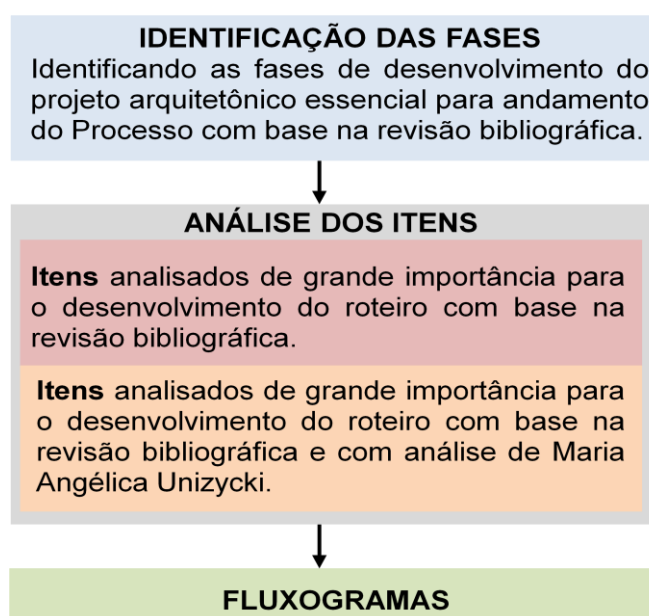 IDENTIFICAÇÃO DAS FASES
Identificando as fases de desenvolvimento do
projeto arquitetônico essencial para andamento
do Processo com base na revisão bibliográfica.
ANÁLISE DOS ITENS
Itens analisados de grande importância para
o desenvolvimento do roteiro com base na
revisão bibliográfica.
Itens analisados de grande importância para
o desenvolvimento do roteiro com base na
revisão bibliográfica e com análise de Maria
Angélica Unizycki.
FLUXOGRAMAS